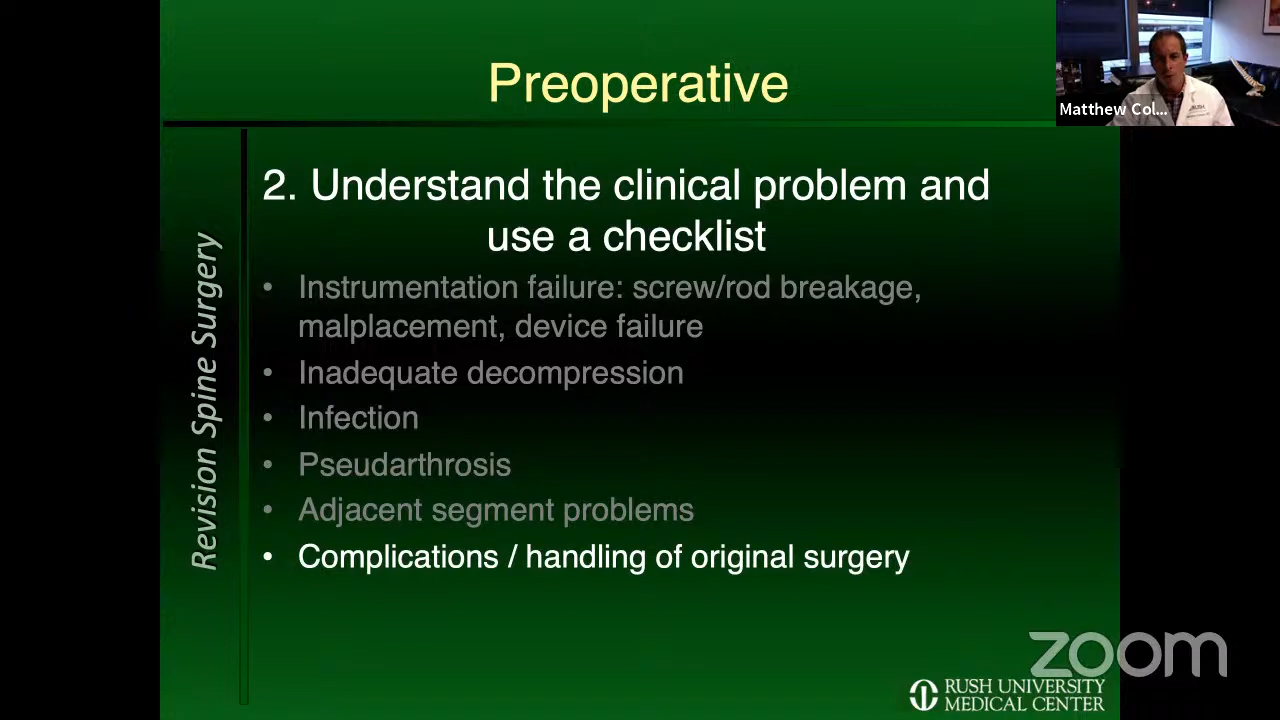 Preoperative
Matthew Col...
2. Understand the clinical problem and
use a checklist
• Instrumentation failure: screw/rod breakage,
malplacement, device failure
• Inadequate decompression
• Infection
• Pseudarthrosis
• Adjacent segment problems
• Complications / handling of original surgery
Revision Spine Surgery
zoom
RUSH UNIVERSITY
MEDICAL CENTER